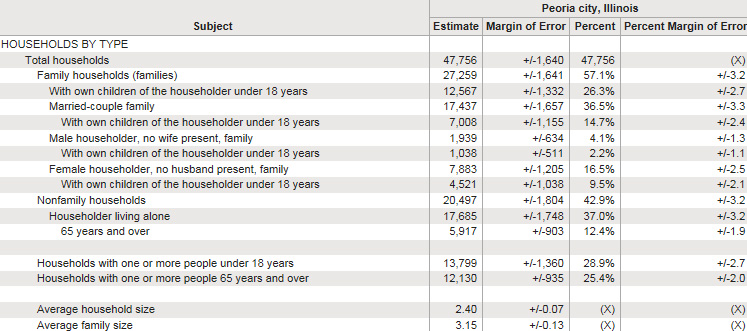 Peoria city, Illinois
Subject Estimate Margin of Error Percent Percent Margin of Error
HOUSEHOLDS BY TYPE
Total households 47,756 +/-1,640 47,756 (X)
Family households (families) 27,259 +/-1,641 57.1% +/-3.2
With own children of the householder under 18 years 12,567 +/-1,332 26.3% +/-2.7
Married-couple family 17,437 +/-1,657 36.5% +/-3.3
With own children of the householder under 18 years 7,008 +/-1,155 14.7% +/-2.4
Male householder, no wife present, family 1,939 +/-634 4.1% +/-1.3
With own children of the householder under 18 years 1,038 +/-511 2.2% +/-1.1
Female householder, no husband present, family 7,883 +/-1,205 16.5% +/-2.5
With own children of the householder under 18 years 4,521 +/-1,038 9.5% +/-2.1
Nonfamily households 20,497 +/-1,804 42.9% +/-3.2
Householder living alone 17,685 +/-1,748 37.0% +/-3.2
65 years and over 5,917 +/-903 12.4% +/-1.9
Households with one or more people under 18 years 13,799 +/-1,360 28.9% +/-2.7
Households with one or more people 65 years and over 12,130 +/-935 25.4% +/-2.0
Average household size 2.40 +/-0.07 (X) (X)
Average family size 3.15 +/-0.13 (X) (X)